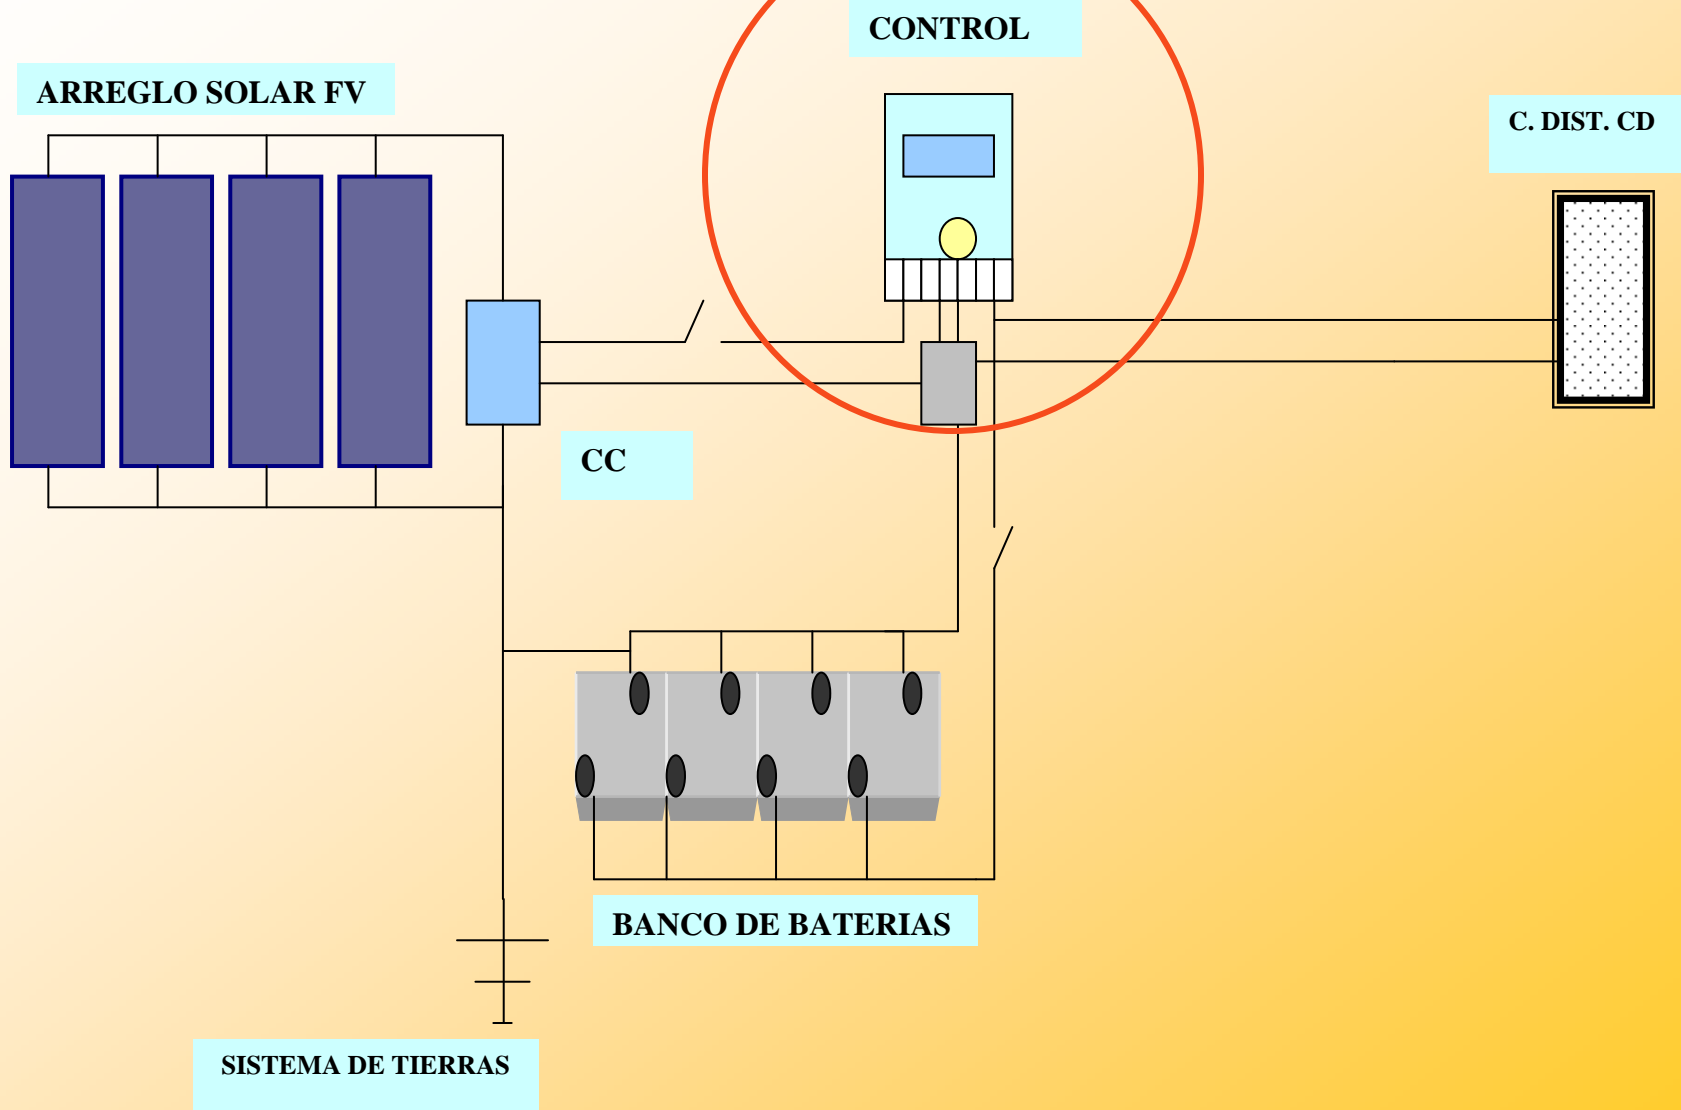 CONTROL
ARREGLO SOLAR FV
C. DIST. CD
CC
BANCO DE BATERIAS
SISTEMA DE TIERRAS